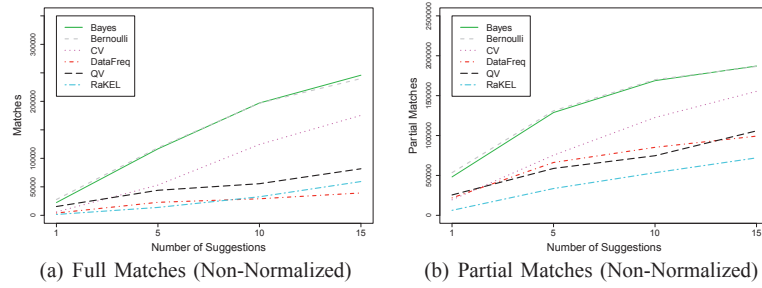 Matches
0
50000
100000
200000
300000
Bayes
Bernoulli
CV
DataFreq
QV
RaKEL
1
5
10
15
Number of Suggestions
(a) Full Matches (Non-Normalized)
Partial Matches
0
500000
1000000
1500000
2000000
2500000
Bayes
Bernoulli
CV
DataFreq
QV
RaKEL
1
5
10
15
Number of Suggestions
(b) Partial Matches (Non-Normalized)